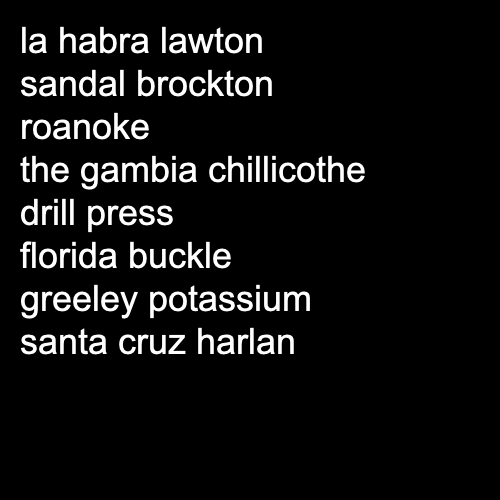 la habra lawton
sandal brockton
roanoke
the gambia chillicothe
drill press
florida buckle
greeley potassium
santa cruz harlan